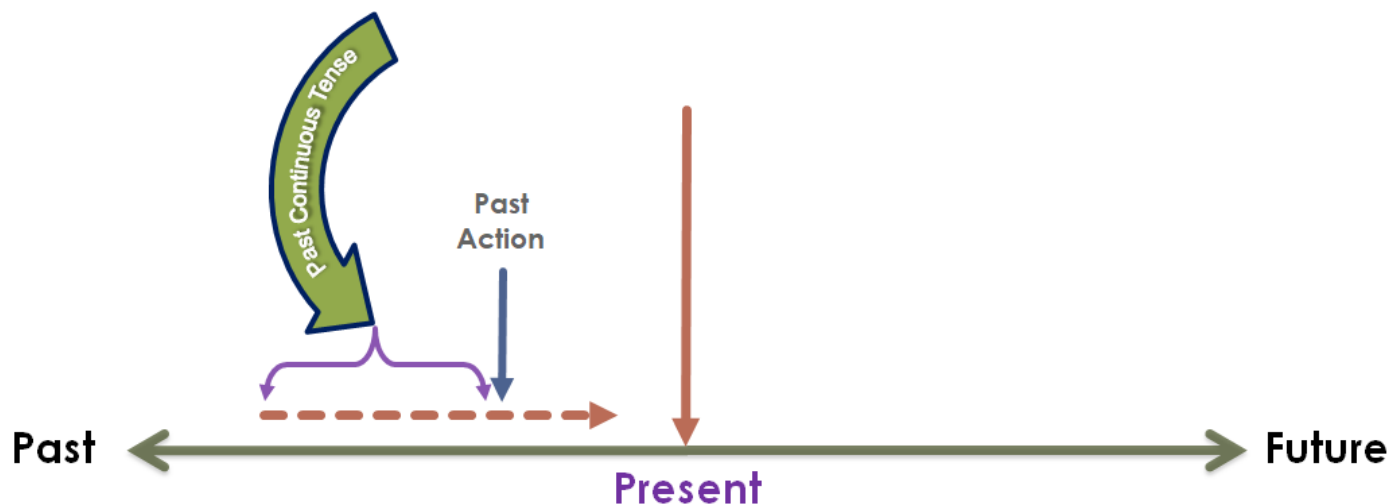 Past Continuous Tense
Past
Action
Past
Future
Present